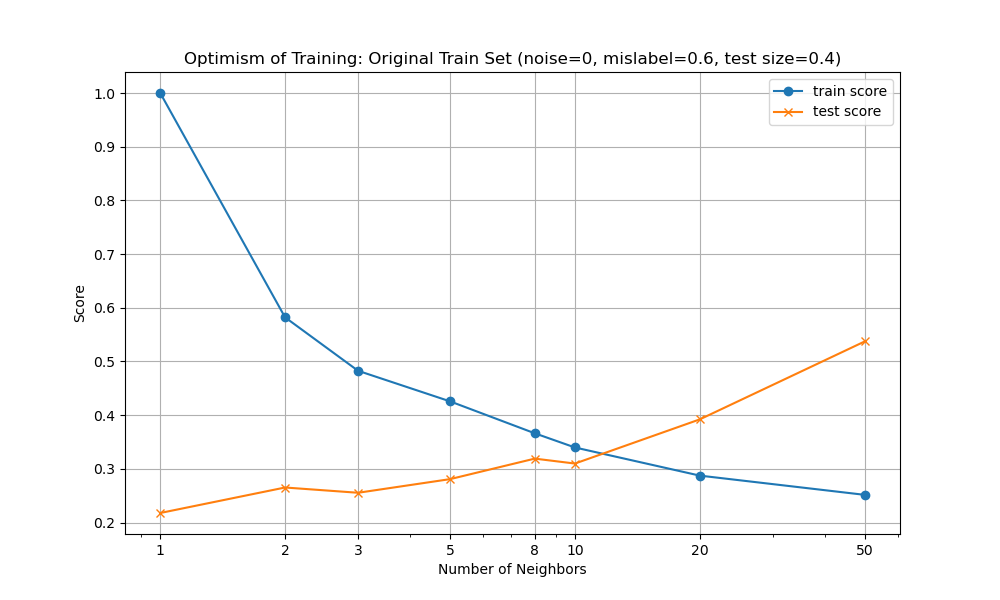 Optimism of Training: Original Train Set (noise=0, mislabel=0.6, test size=0.4)
train score
test score
Score
1.0
0.9
0.8
0.7
0.6
0.5
0.4
0.3
0.2
1 2 3 5 8 10 20 50
Number of Neighbors